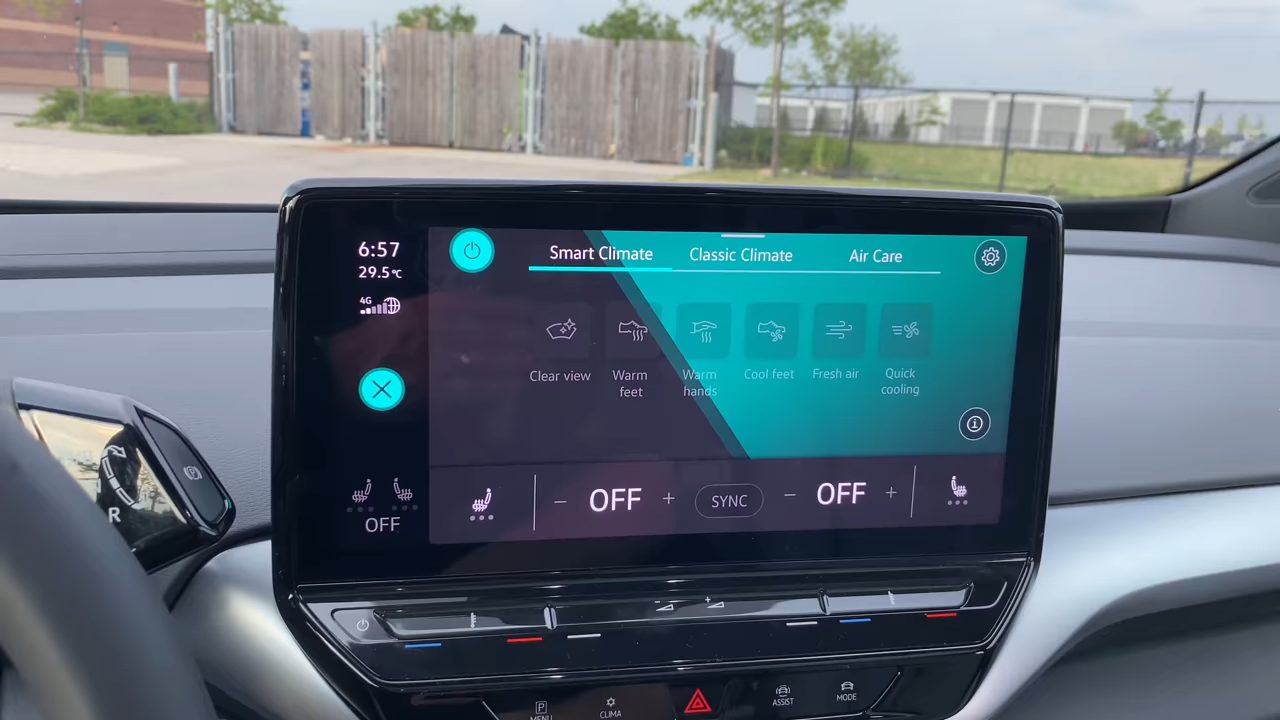 6:57
29.5°C
4G
Smart Climate
Classic Climate
Air Care
Clear view
Warm
feet
Warm
hands
Cool feet
Fresh air
Quick
cooling
OFF
- OFF +
SYNC
- OFF +
R
P
MENU
CLIMA
ASSIST
MODE